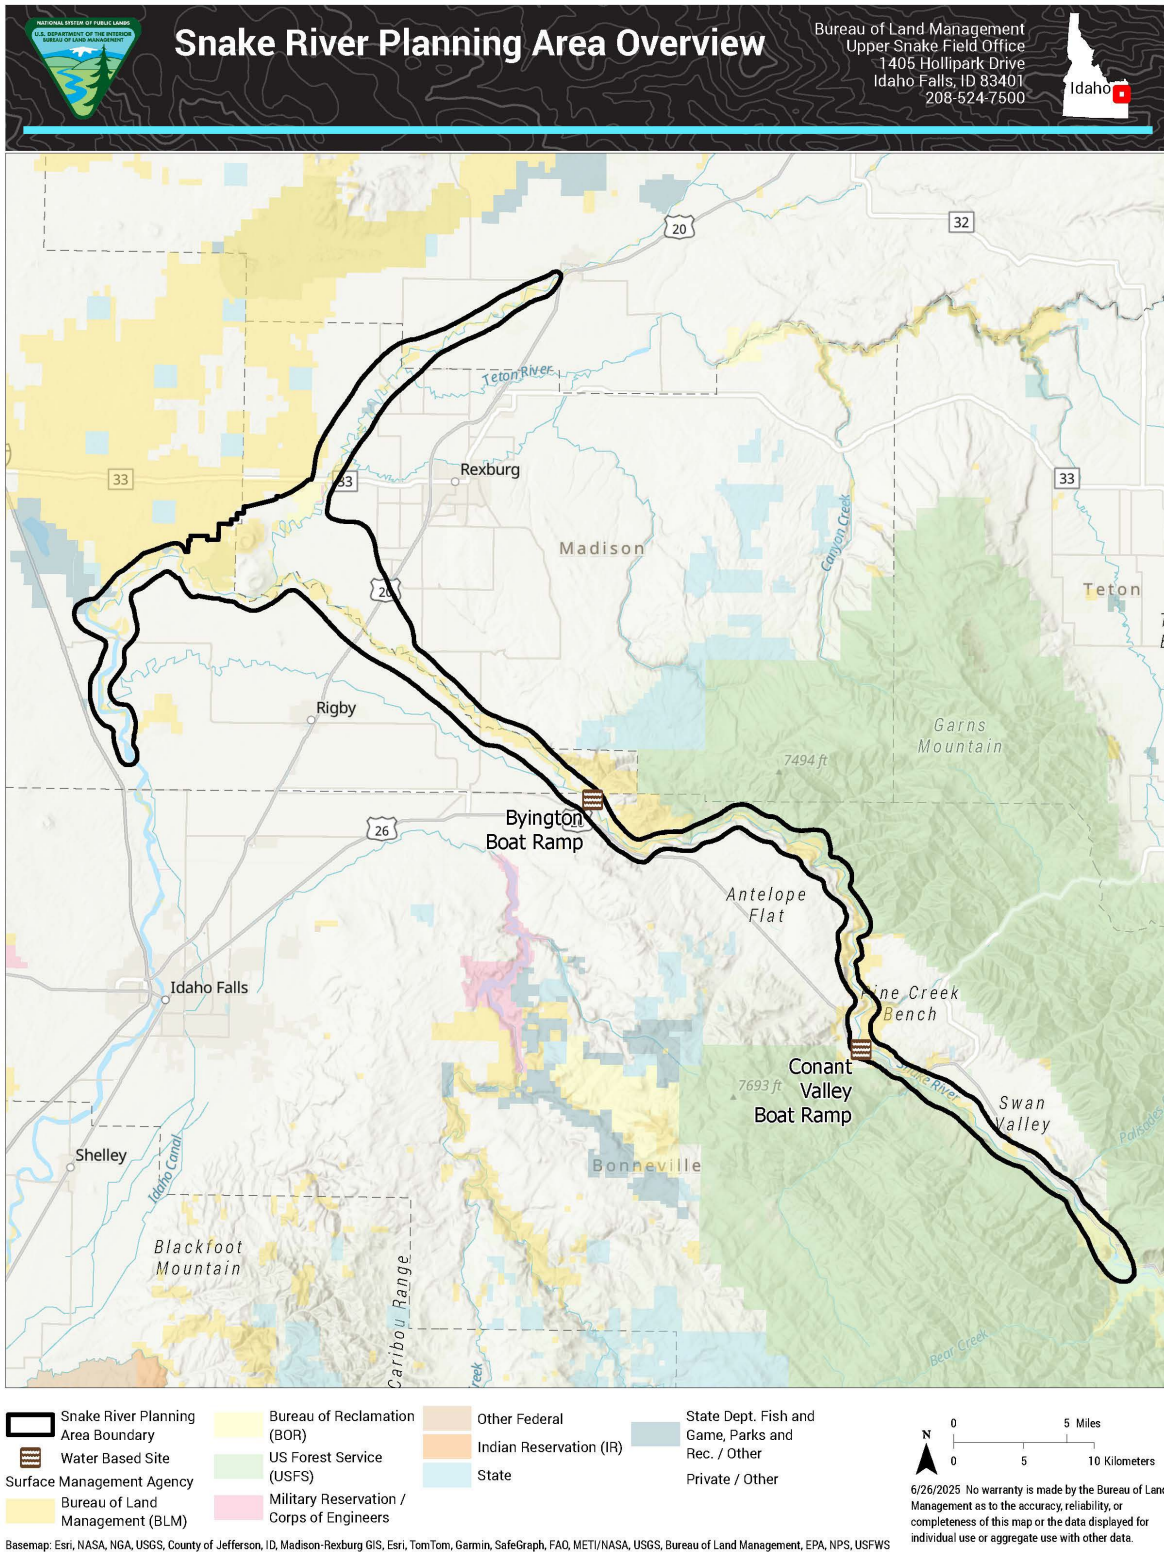 NATIONAL SYSTEM OF PUBLIC LANDS
U.S. DEPARTMENT OF THE INTERIOR
BUREAU OF LAND MANAGEMENT
Snake River Planning Area Overview
Bureau of Land Management
Upper Snake Field Office
1405 Hollipark Drive
Idaho Falls, ID 83401
208-524-7500
Idaho
20
32
Teton River
33
33
Rexburg
33
Madison
Canyon Creek
Teton
20
Rigby
Garns
Mountain
7494 ft
26
Byington
Boat Ramp
Antelope
Flat
Idaho Falls
Pine Creek
Bench
Conant
Valley
Boat Ramp
7693 ft
Snake River
Swan
Valley
Palisades
Shelley
Idaho Canal
Bonneville
Blackfoot
Mountain
Caribou Range
Bear Creek
reek
Snake River Planning
Area Boundary
Water Based Site
Surface Management Agency
Bureau of Land
Management (BLM)
Bureau of Reclamation
(BOR)
US Forest Service
(USFS)
Military Reservation /
Corps of Engineers
Other Federal
Indian Reservation (IR)
State
State Dept. Fish and
Game, Parks and
Rec. / Other
Private / Other
N
0 5 Miles
0 5 10 Kilometers
6/26/2025 No warranty is made by the Bureau of Land
Management as to the accuracy, reliability, or
completeness of this map or the data displayed for
individual use or aggregate use with other data.
Basemap: Esri, NASA, NGA, USGS, County of Jefferson, ID, Madison-Rexburg GIS, Esri, TomTom, Garmin, SafeGraph, FAO, METI/NASA, USGS, Bureau of Land Management, EPA, NPS, USFWS